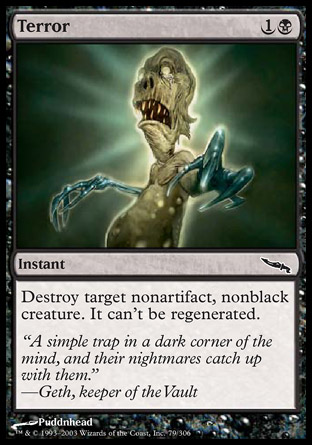 Terror 1
Instant
Destroy target nonartifact, nonblack
creature. It can't be regenerated.
"A simple trap in a dark corner of the
mind, and their nightmares catch up
with them."
—Geth, keeper of the Vault
Puddnhead
™ & © 1993–2003 Wizards of the Coast, Inc. 79/306